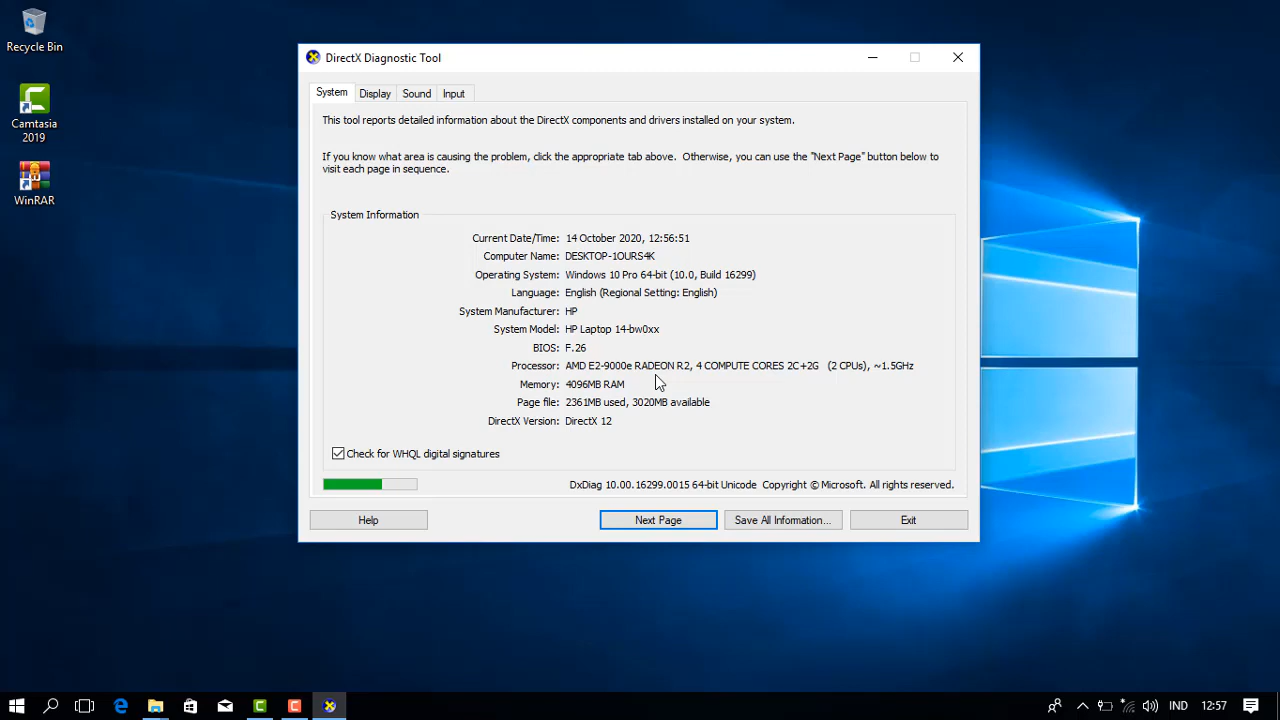 Recycle Bin
Camtasia
2019
WinRAR
DirectX Diagnostic Tool
System Display Sound Input
This tool reports detailed information about the DirectX components and drivers installed on your system.
If you know what area is causing the problem, click the appropriate tab above. Otherwise, you can use the "Next Page" button below to
visit each page in sequence.
System Information
Current Date/Time: 14 October 2020, 12:56:51
Computer Name: DESKTOP-1OURS4K
Operating System: Windows 10 Pro 64-bit (10.0, Build 16299)
Language: English (Regional Setting: English)
System Manufacturer: HP
System Model: HP Laptop 14-bw0xx
BIOS: F.26
Processor: AMD E2-9000e RADEON R2, 4 COMPUTE CORES 2C+2G (2 CPUs), ~1.5GHz
Memory: 4096MB RAM
Page file: 2361MB used, 3020MB available
DirectX Version: DirectX 12
Check for WHQL digital signatures
DxDiag 10.00.16299.0015 64-bit Unicode Copyright © Microsoft. All rights reserved.
Help Next Page Save All Information... Exit
IND 12:57